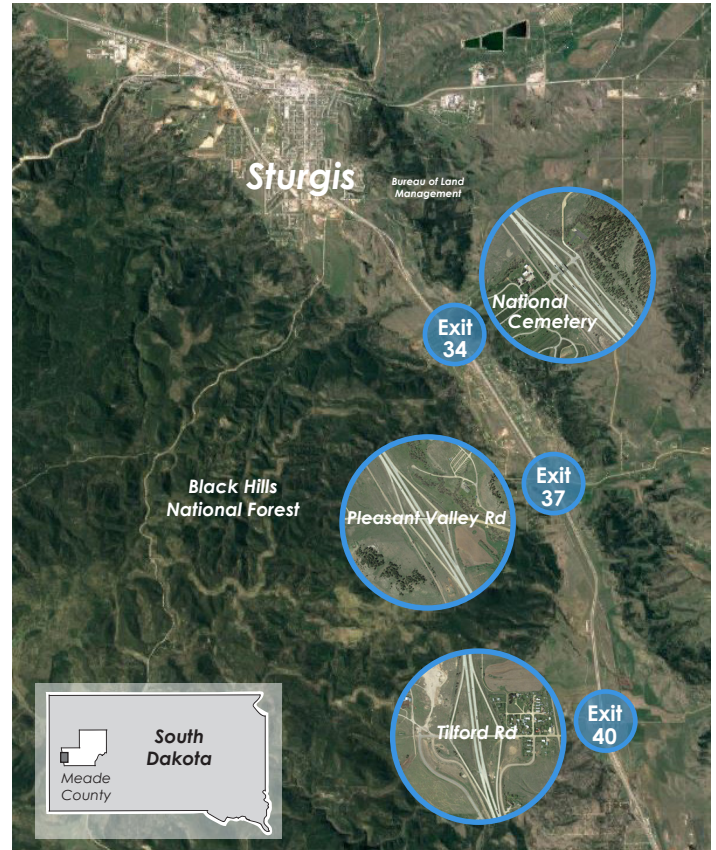 Sturgis
Bureau of Land
Management
National
Cemetery
Exit
34
Exit
37
Pleasant Valley Rd
Black Hills
National Forest
Exit
40
Tilford Rd
South
Dakota
Meade
County